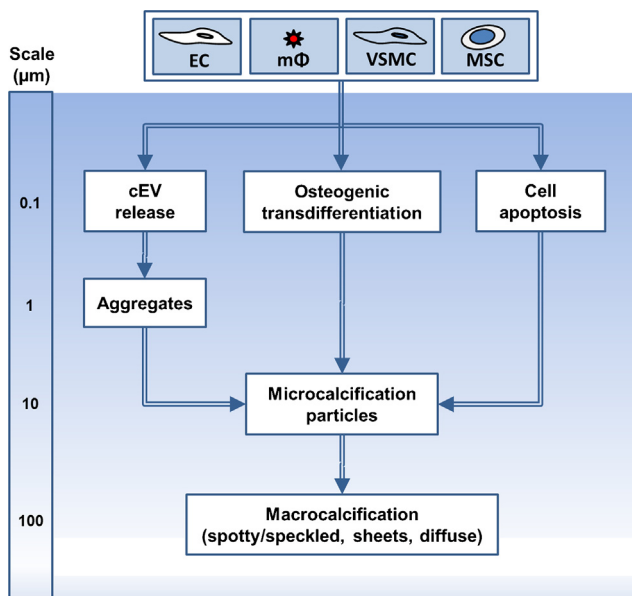 EC
mΦ
VSMC
MSC
Scale
(μm)
0.1
1
10
100
cEV
release
Osteogenic
transdifferentiation
Cell
apoptosis
Aggregates
Microcalcification
particles
Macrocalcification
(spotty/speckled, sheets, diffuse)